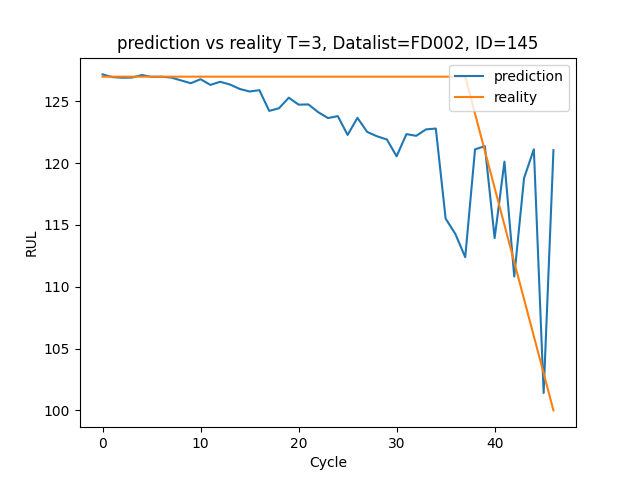 prediction vs reality T=3, Datalist=FD002, ID=145
prediction
reality
RUL
125
120
115
110
105
100
0 10 20 30 40
Cycle